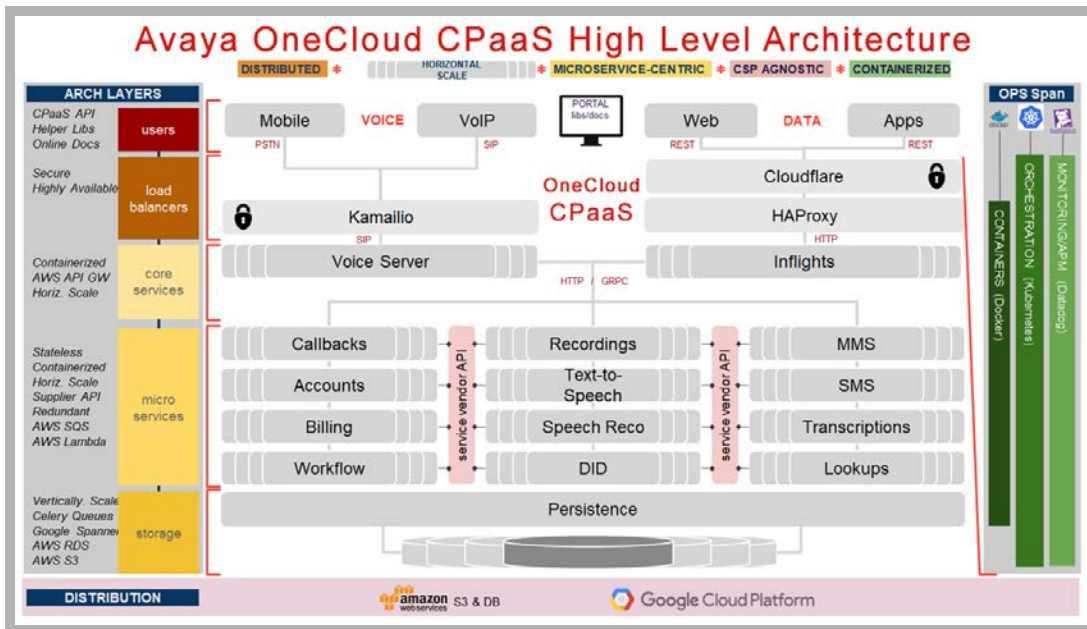 Avaya OneCloud CPaaS High Level Architecture
DISTRIBUTED * HORIZONTAL SCALE * MICROSERVICE-CENTRIC * CSP AGNOSTIC * CONTAINERIZED
ARCH LAYERS
CPaaS API
Helper Libs
Online Docs
users
Secure
Highly Available
load
balancers
Containerized
AWS API GW
Horiz. Scale
core
services
Stateless
Containerized
Horiz. Scale
Supplier API
Redundant
AWS SQS
AWS Lambda
micro
services
Vertically. Scale
Celery Queues
Google Spanner
AWS RDS
AWS S3
storage
DISTRIBUTION
Mobile
VOICE
VoIP
PORTAL
libs/docs
Web
DATA
Apps
PSTN
SIP
REST
REST
OneCloud
CPaaS
Cloudflare
Kamailio
HAProxy
SIP
HTTP
Voice Server
Inflights
HTTP / GRPC
Callbacks
Recordings
MMS
Accounts
Text-to-
Speech
SMS
Billing
Speech Reco
Transcriptions
Workflow
DID
Lookups
service vendor API
service vendor API
Persistence
amazon
webservices
S3 & DB
Google Cloud Platform
OPS Span
CONTAINERS (Docker)
ORCHESTRATION (Kubernetes)
MONITORING/APM (Datadog)